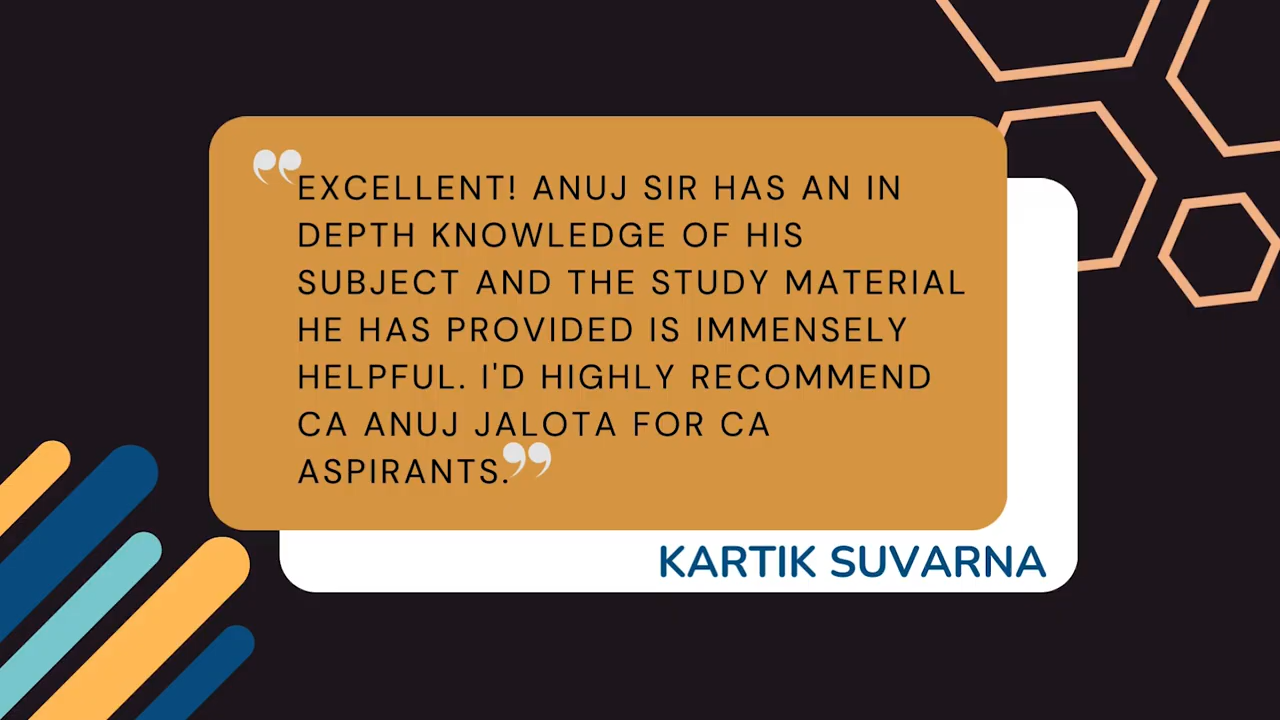 ❞EXCELLENT! ANUJ SIR HAS AN IN
DEPTH KNOWLEDGE OF HIS
SUBJECT AND THE STUDY MATERIAL
HE HAS PROVIDED IS IMMENSELY
HELPFUL. I'D HIGHLY RECOMMEND
CA ANUJ JALOTA FOR CA
ASPIRANTS.❞
KARTIK SUVARNA